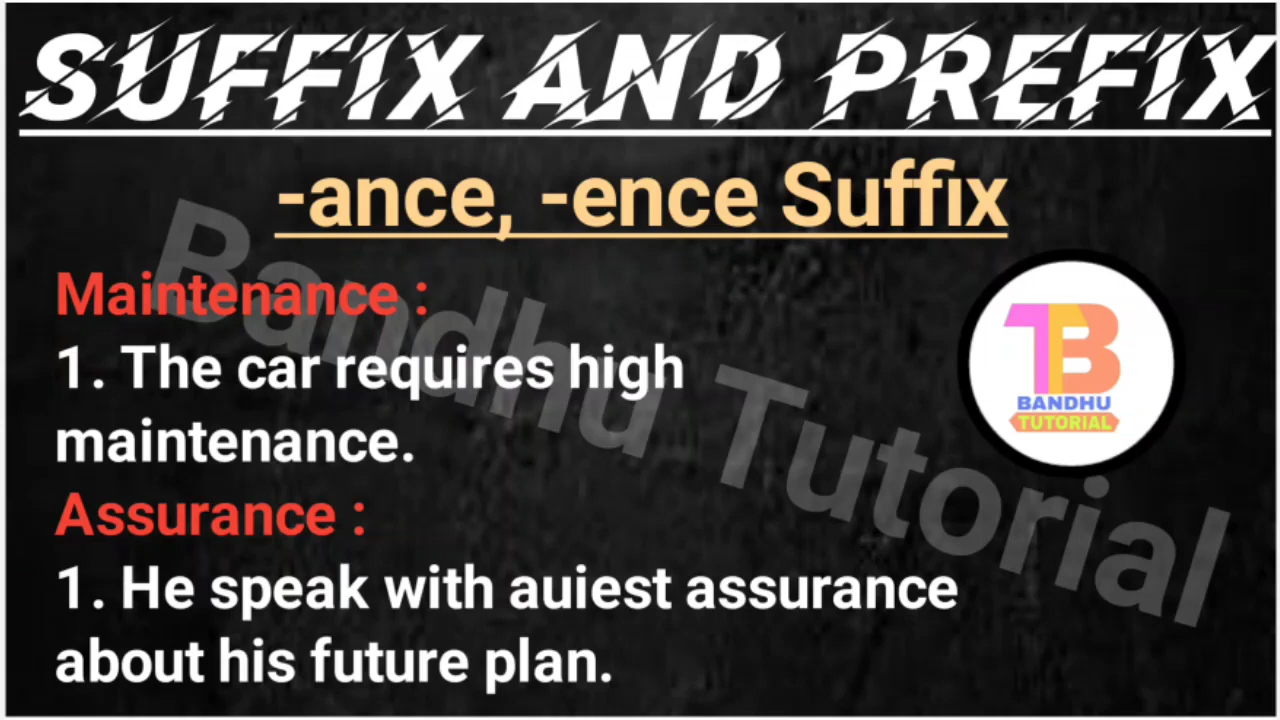 SUFFIX AND PREFIX
-ance, -ence Suffix
Maintenance :
1. The car requires high
maintenance.
Assurance :
1. He speak with auiest assurance
about his future plan.
TB
BANDHU
TUTORIAL
Bandhu Tutorial